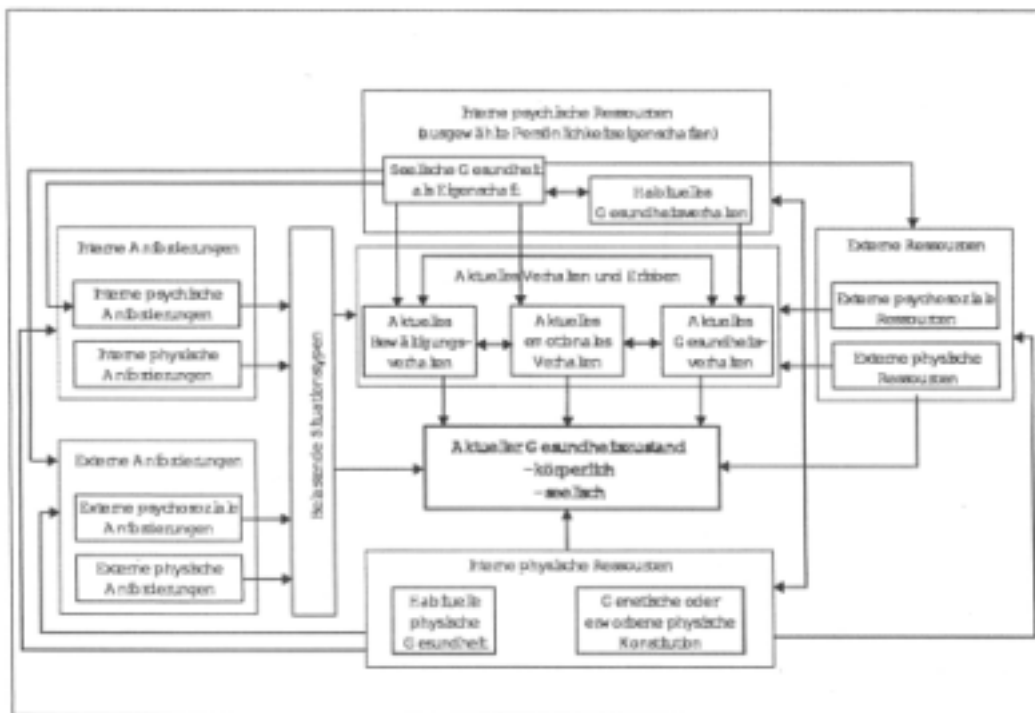 Interne psychische Ressourcen
(ausgewählte Persönlichkeitseigenschaften)
Seelische Gesundheit
als Eigenschaft
Habituelles
Gesundheitsverhalten
Interne Anforderungen
Interne psychische
Anforderungen
Interne physische
Anforderungen
Externe Anforderungen
Externe psychosoziale
Anforderungen
Externe physische
Anforderungen
Belastende Situationstypen
Aktuelles Verhalten und Erleben
Aktuelles
Bewältigungs-
verhalten
Aktuelles
emotionales
Verhalten
Aktuelles
Gesundheits-
verhalten
Externe Ressourcen
Externe psychosoziale
Ressourcen
Externe physische
Ressourcen
Aktueller Gesundheitszustand
-körperlich
-seelisch
Interne physische Ressourcen
Habituelle
physische
Gesundheit
Genetische oder
erworbene physische
Konstitution